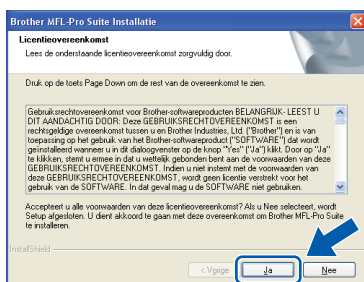 Brother MFL-Pro Suite Installatie
Licentieovereenkomst
Lees de onderstaande licentieovereenkomst zorgvuldig door.
Druk op de toets Page Down om de rest van de overeenkomst te zien.
Gebruiksrechtovereenkomst voor Brother-softwareproducten BELANGRIJK- LEEST U
DIT AANDACHTIG DOOR: Deze GEBRUIKSRECHTOVEREENKOMST is een
rechtsgeldige overeenkomst tussen u en Brother Industries, Ltd. ("Brother") en is van
toepassing op het gebruik van het Brother-softwareproduct ("SOFTWARE") dat wordt
geïnstalleerd wanneer u in dit dialogvenster op de knop "Yes" ("Ja") klikt. Door op "Ja"
te klikken, stemt u ermee in dat u wettelijk gebonden bent aan de voorwaarden van deze
GEBRUIKSRECHTOVEREENKOMST. Indien u niet instemt met de voorwaarden van
deze GEBRUIKSRECHTOVEREENKOMST, wordt geen licentie verstrekt voor het
gebruik van de SOFTWARE. In dat geval mag u de SOFTWARE niet gebruiken.
Accepteert u alle voorwaarden van deze licentieovereenkomst? Als u Nee selecteert, wordt
Setup afgesloten. U dient akkoord te gaan met deze overeenkomst om Brother MFL-Pro Suite
te installeren.
InstallShield
< Vorige
Ja
Nee